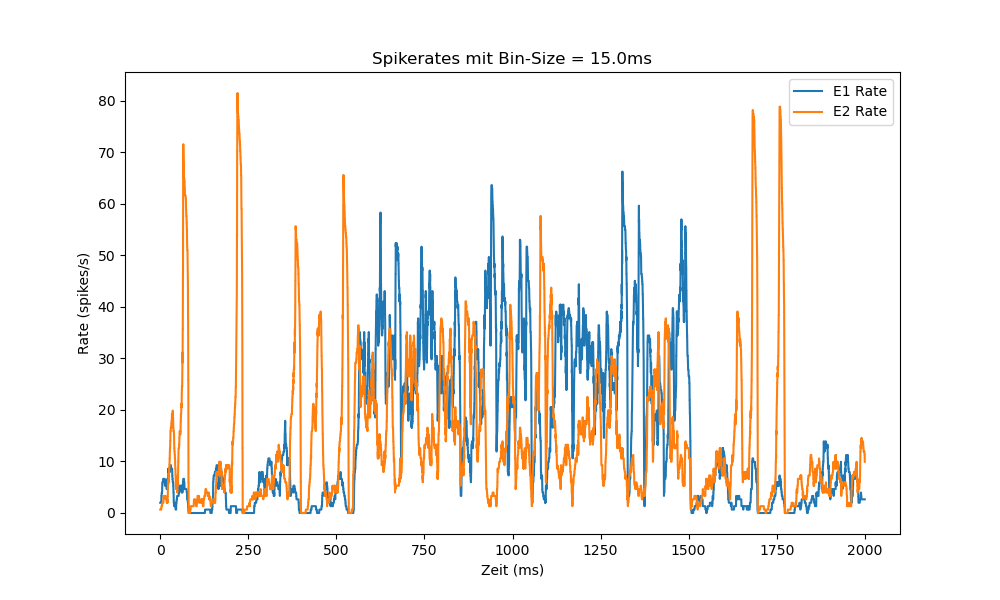 Spikerates mit Bin-Size = 15.0ms
E1 Rate
E2 Rate
Rate (spikes/s)
80
70
60
50
40
30
20
10
0
0 250 500 750 1000 1250 1500 1750 2000
Zeit (ms)